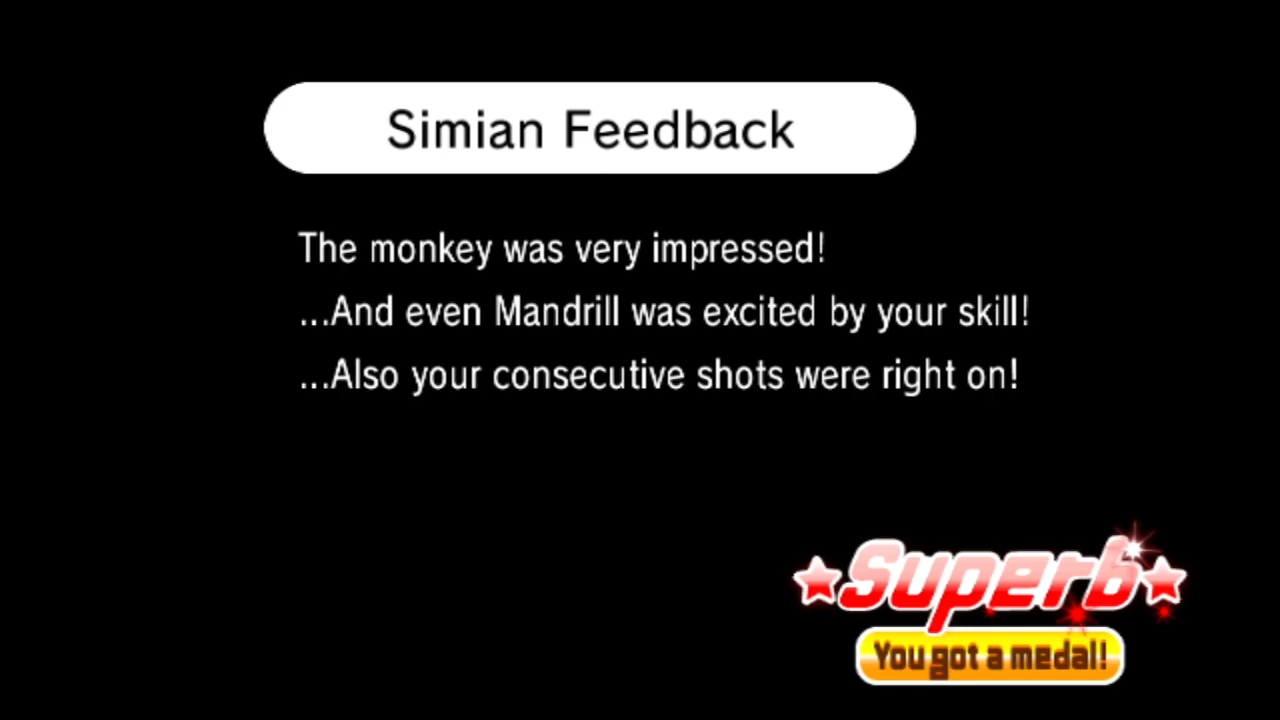 Simian Feedback
The monkey was very impressed!
...And even Mandrill was excited by your skill!
...Also your consecutive shots were right on!
Superb
You got a medal!